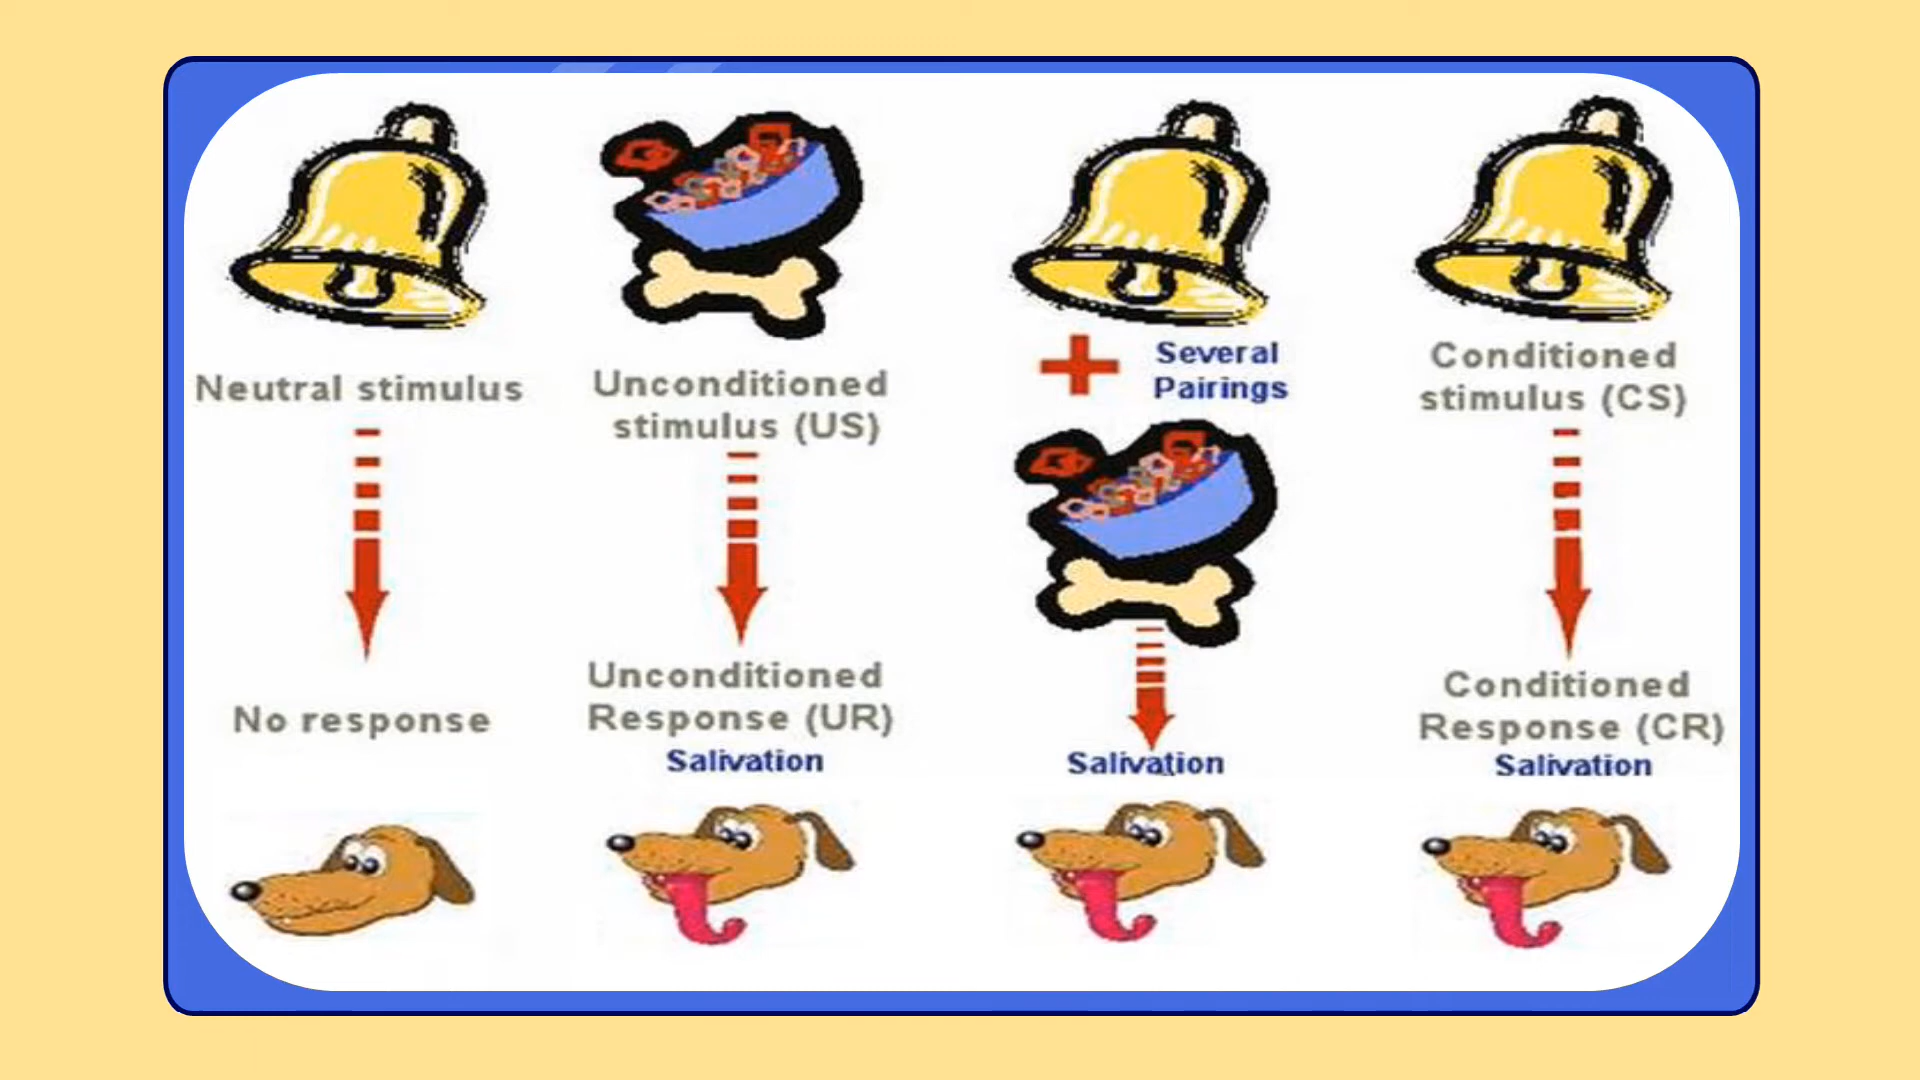 Neutral stimulus
No response
Unconditioned
stimulus (US)
Unconditioned
Response (UR)
Salivation
Several
Pairings
Salivation
Conditioned
stimulus (CS)
Conditioned
Response (CR)
Salivation